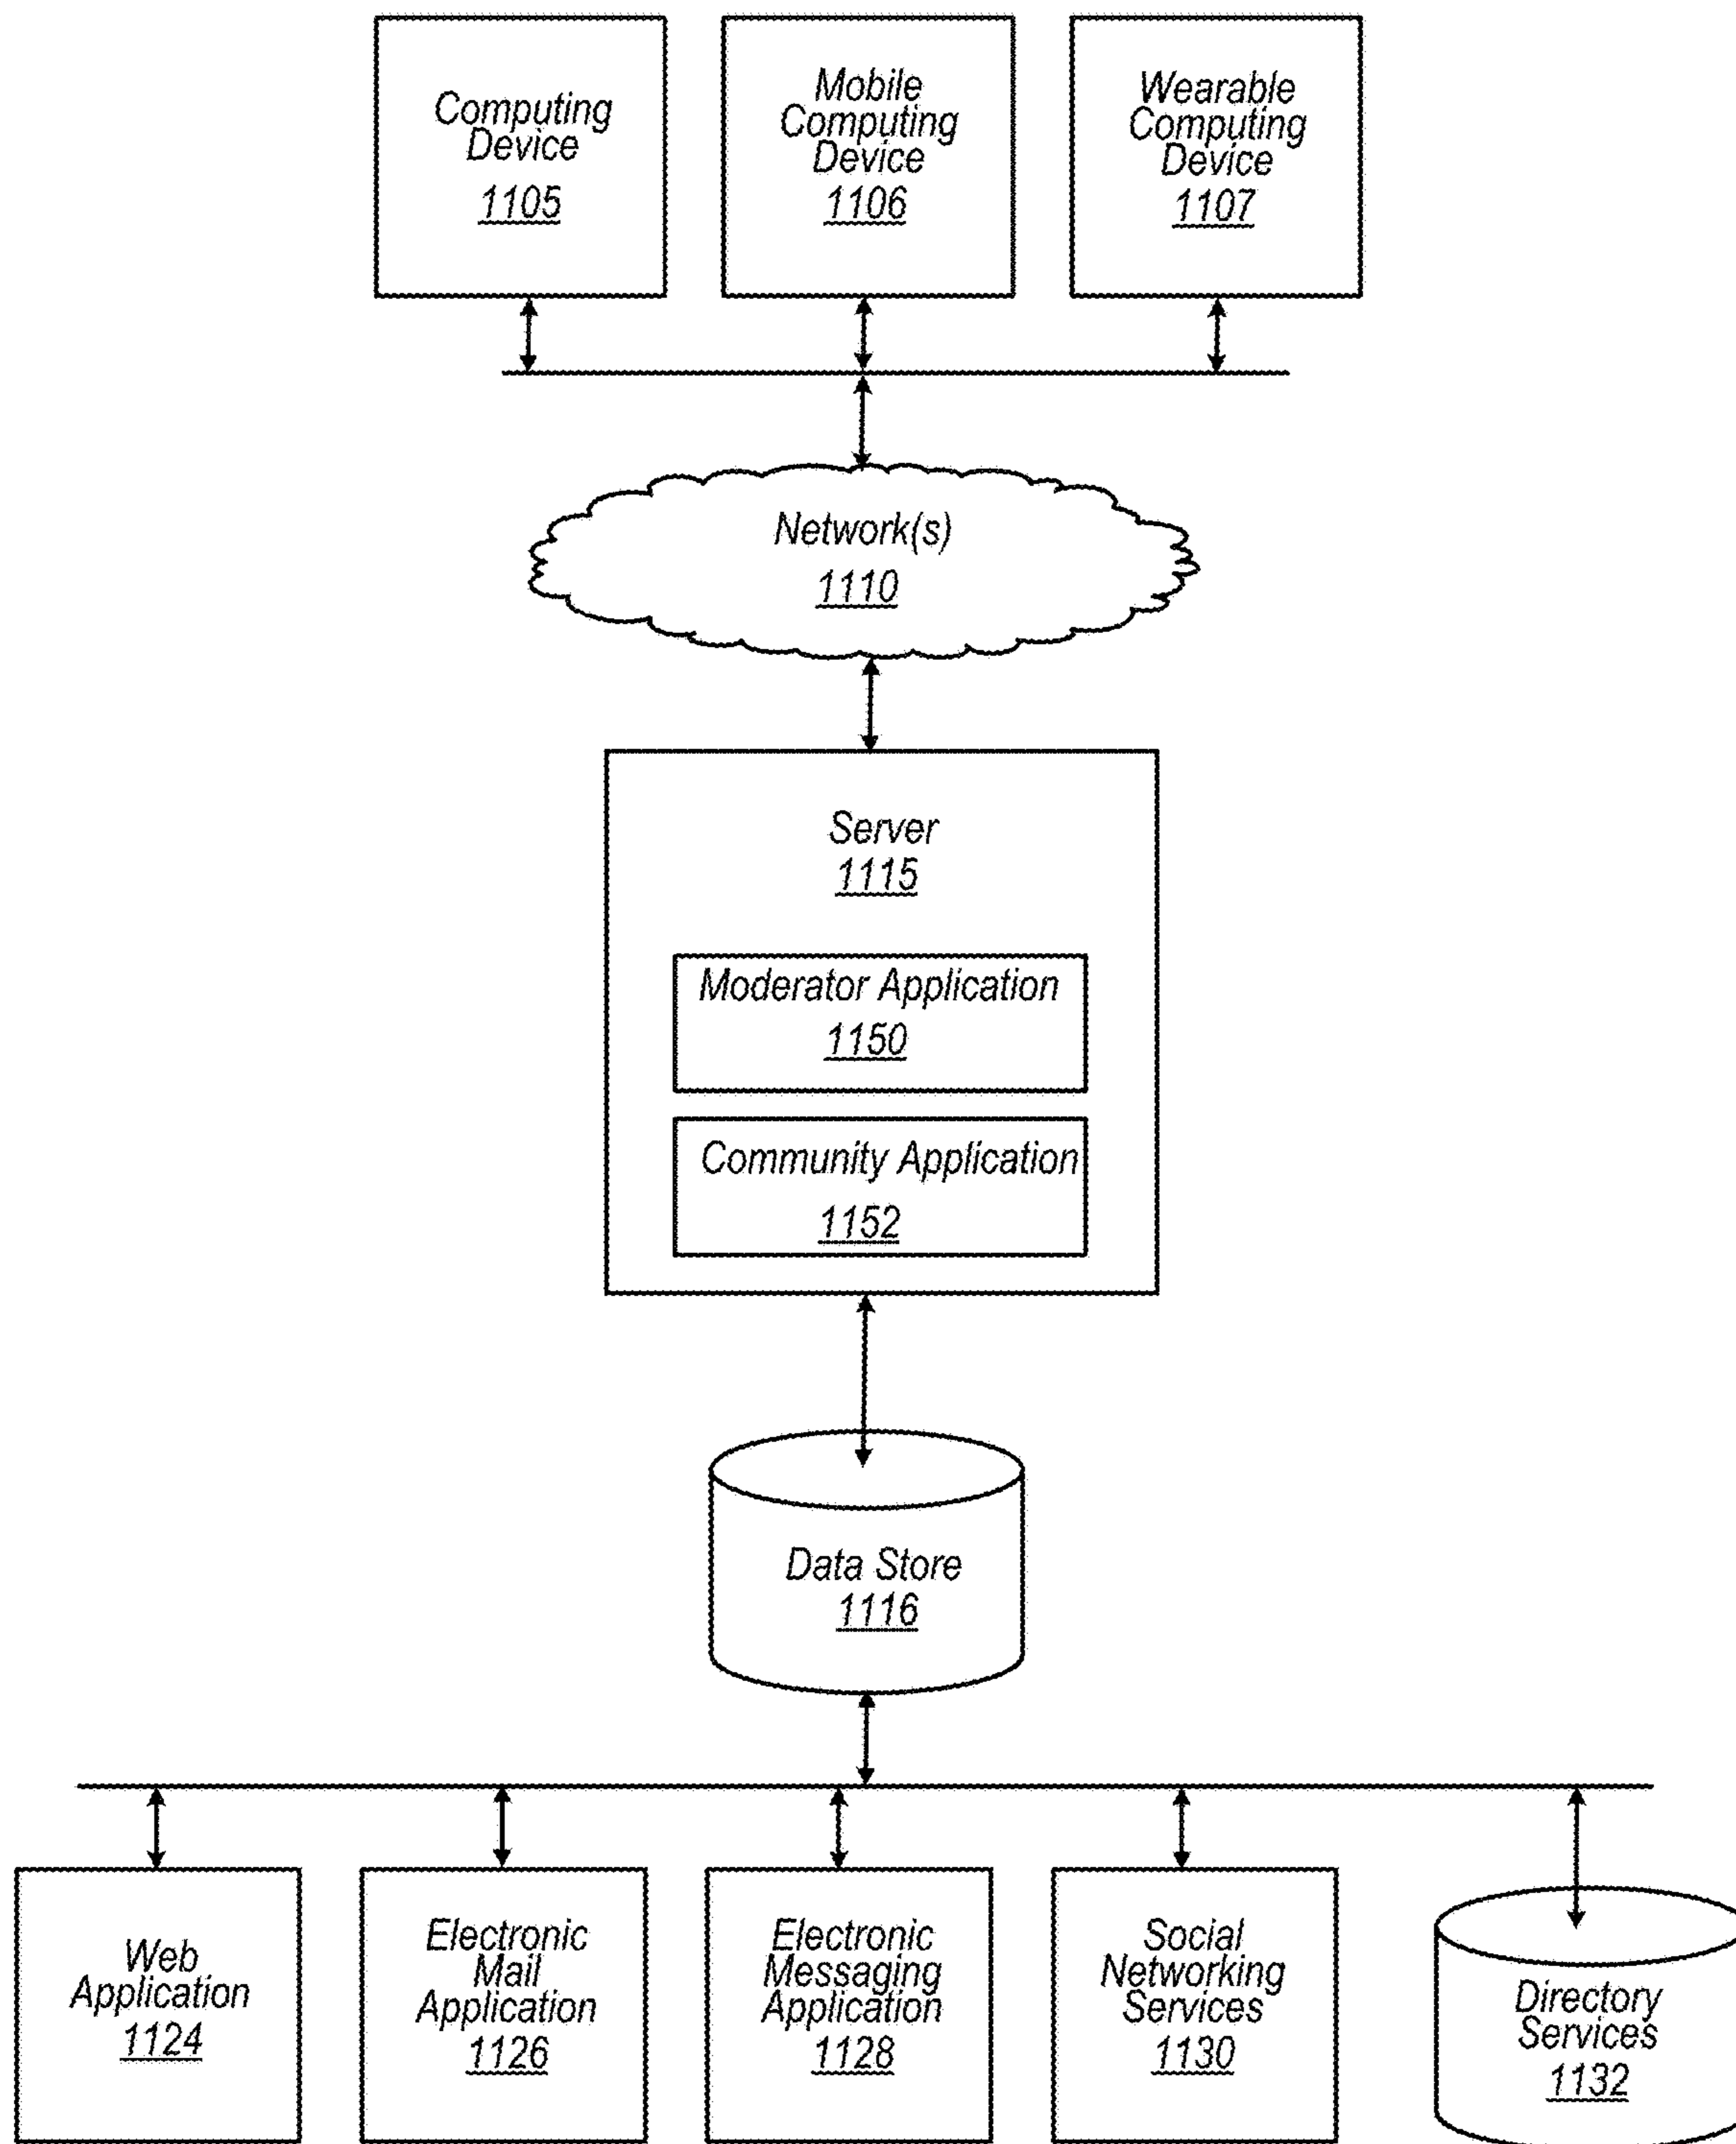 Computing
Device
1105
Mobile
Computing
Device
1106
Wearable
Computing
Device
1107
Network(s)
1110
Server
1115
Moderator Application
1150
Community Application
1152
Data Store
1116
Web
Application
1124
Electronic
Mail
Application
1126
Electronic
Messaging
Application
1128
Social
Networking
Services
1130
Directory
Services
1132